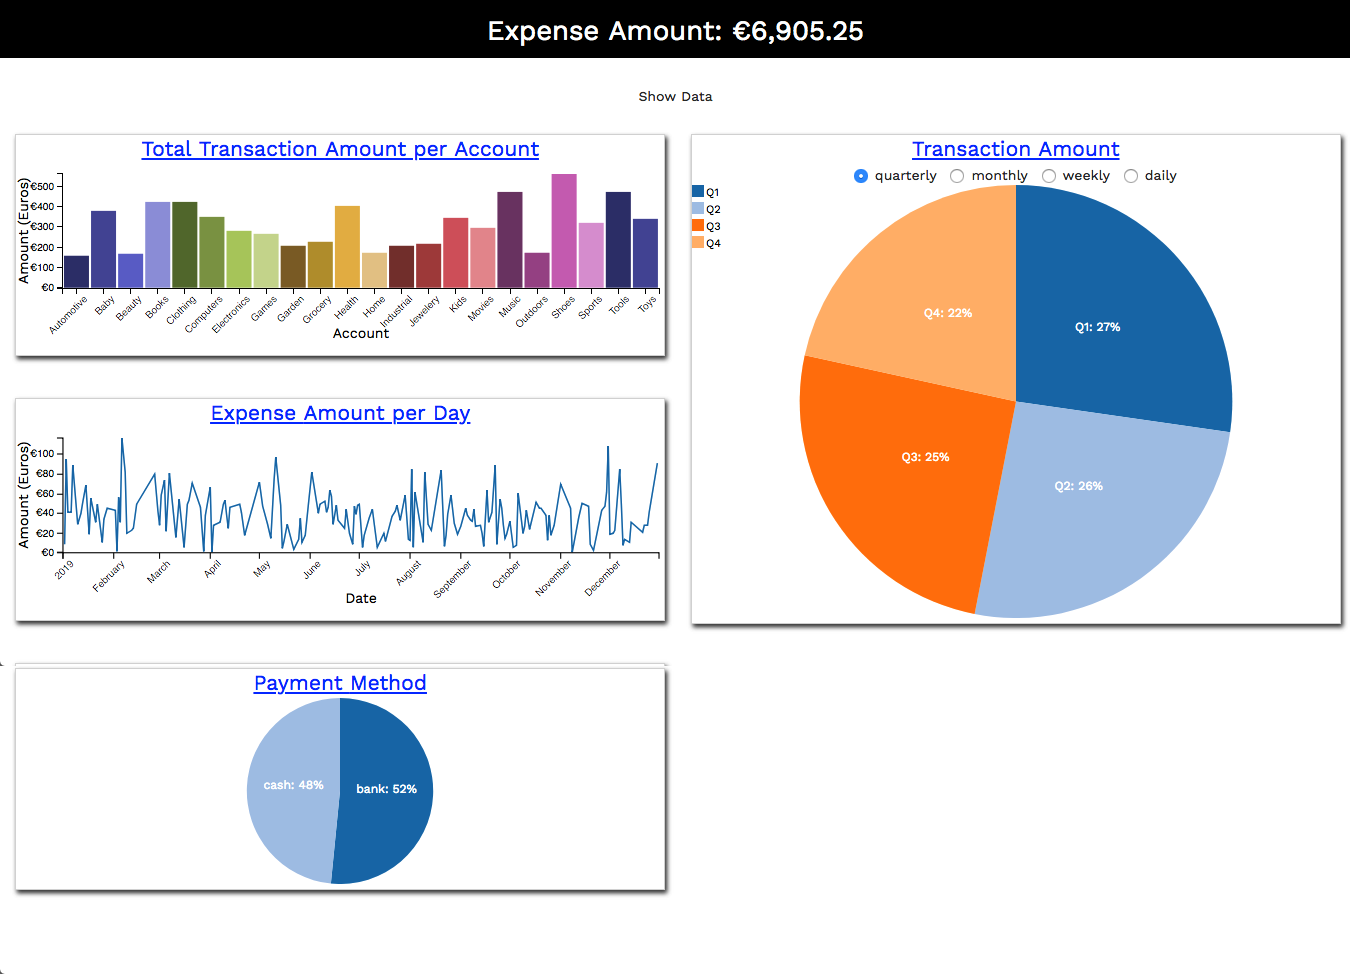 Expense Amount: €6,905.25
Show Data
Total Transaction Amount per Account
Amount (Euros)
€500
€400
€300
€200
€100
€0
Automotive
Baby
Beauty
Books
Clothing
Computers
Electronics
Games
Garden
Grocery
Health
Home
Industrial
Jewelery
Kids
Movies
Music
Outdoors
Shoes
Sports
Tools
Toys
Account
Transaction Amount
quarterly monthly weekly daily
Q1
Q2
Q3
Q4
Q4: 22%
Q1: 27%
Q3: 25%
Q2: 26%
Expense Amount per Day
Amount (Euros)
€100
€80
€60
€40
€20
€0
2019
February
March
April
May
June
July
August
September
October
November
December
Date
Payment Method
cash: 48%
bank: 52%